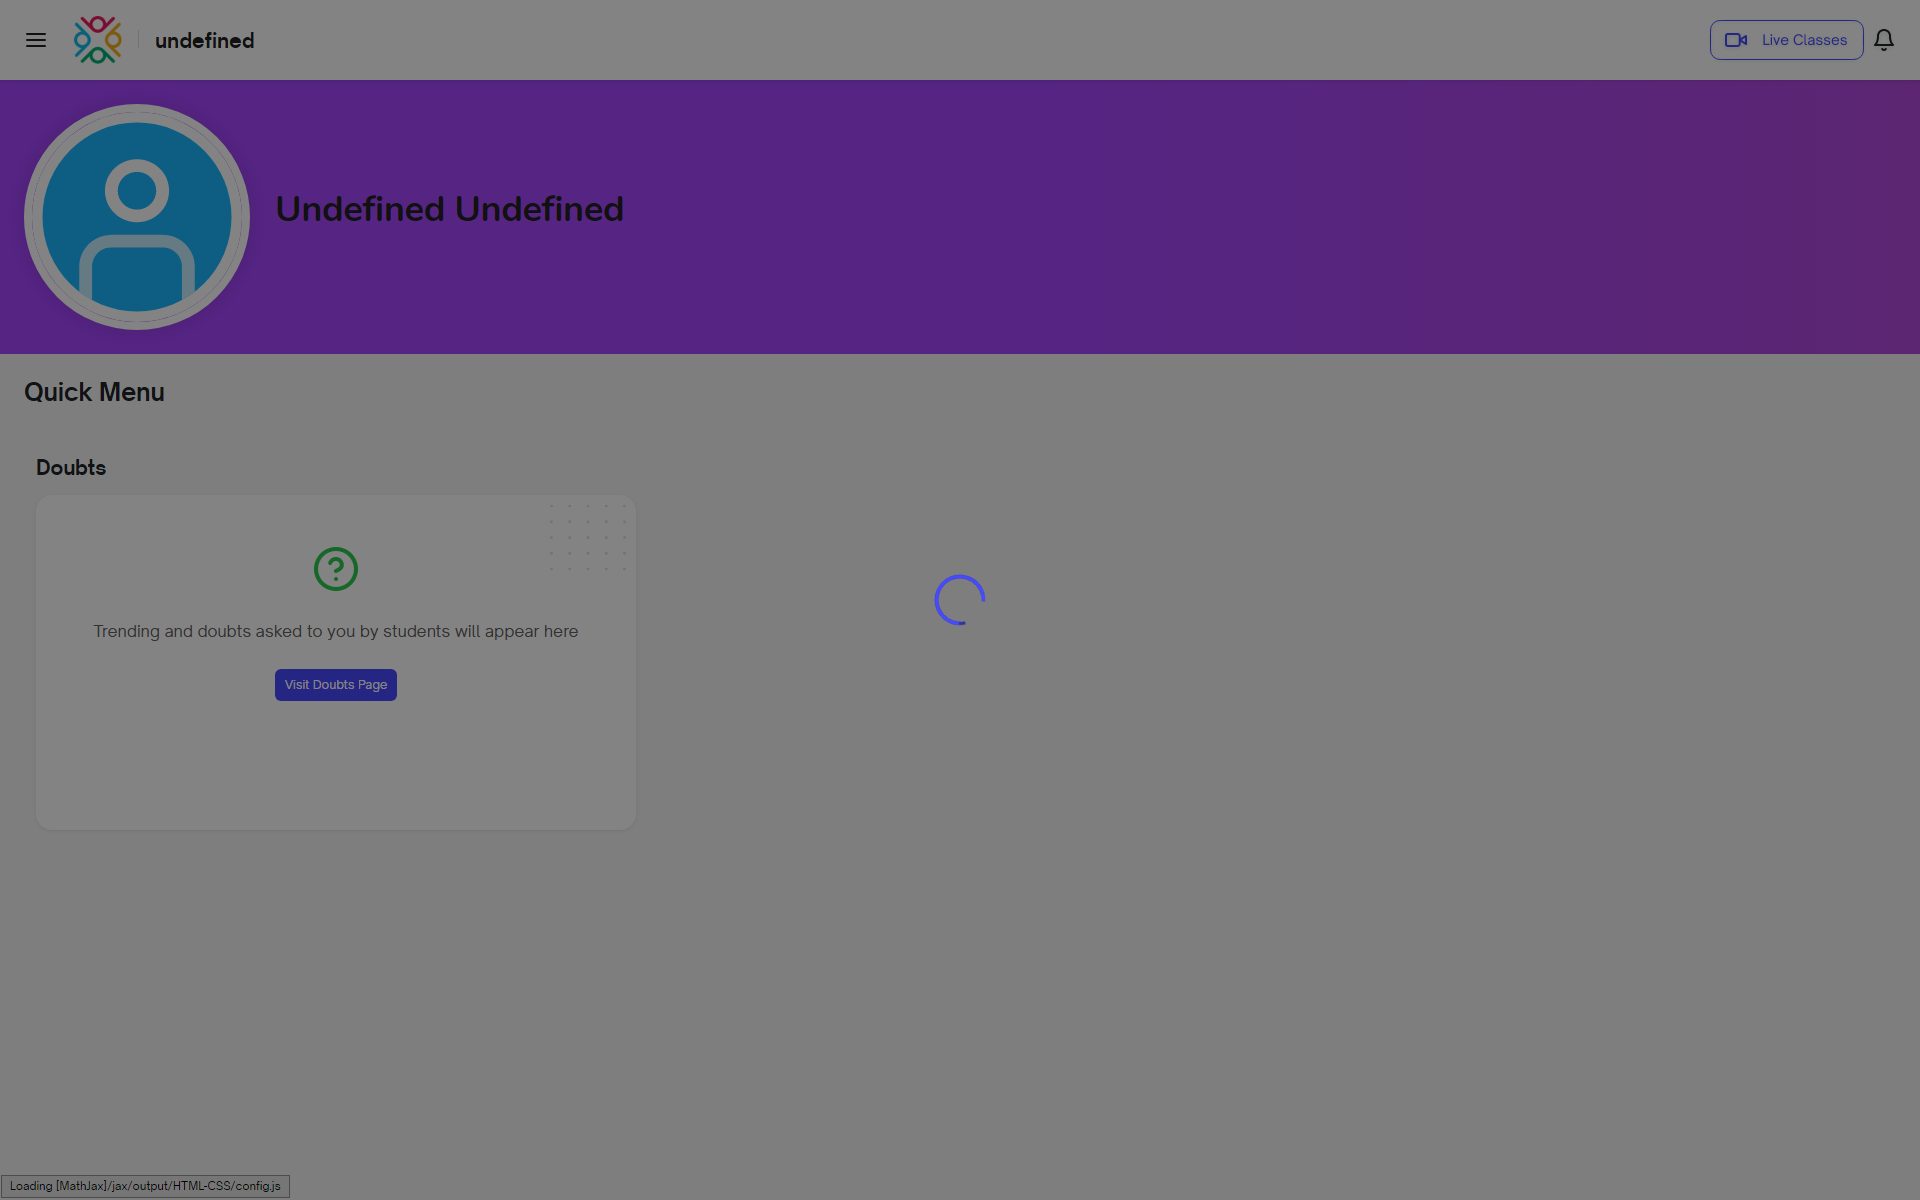 undefined
Live Classes
Undefined Undefined
Quick Menu
Doubts
Trending and doubts asked to you by students will appear here
Visit Doubts Page
Loading [MathJax]/jax/output/HTML-CSS/config.js